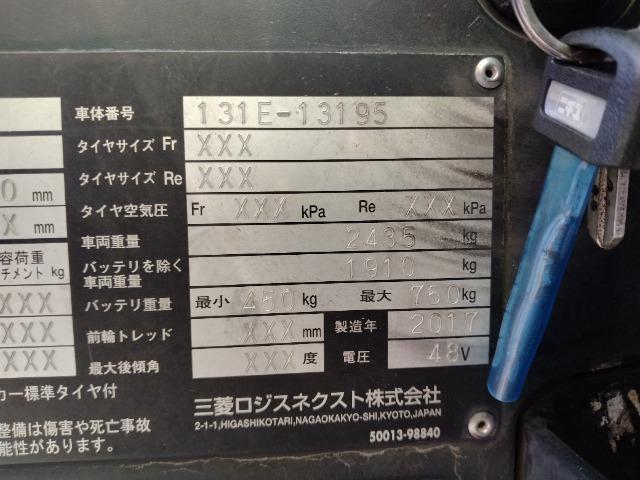 車体番号 131E-13195
タイヤサイズ Fr XXX
タイヤサイズ Re XXX
0 mm
タイヤ空気圧 Fr XXX kPa Re XXX kPa
X mm
車両重量 2435 kg
容荷重
チメント kg
バッテリを除く
車両重量 1910 kg
XXX
バッテリ重量 最小 450 kg 最大 750 kg
XXX
前輪トレッド XXX mm 製造年 2017
XXX
最大後傾角 XXX 度 電圧 48 V
カー標準タイヤ付
三菱ロジスネクスト株式会社
2-1-1,HIGASHIKOTARI,NAGAOKAKYO-SHI,KYOTO,JAPAN
整備は傷害や死亡事故
能性があります。
50013-98840